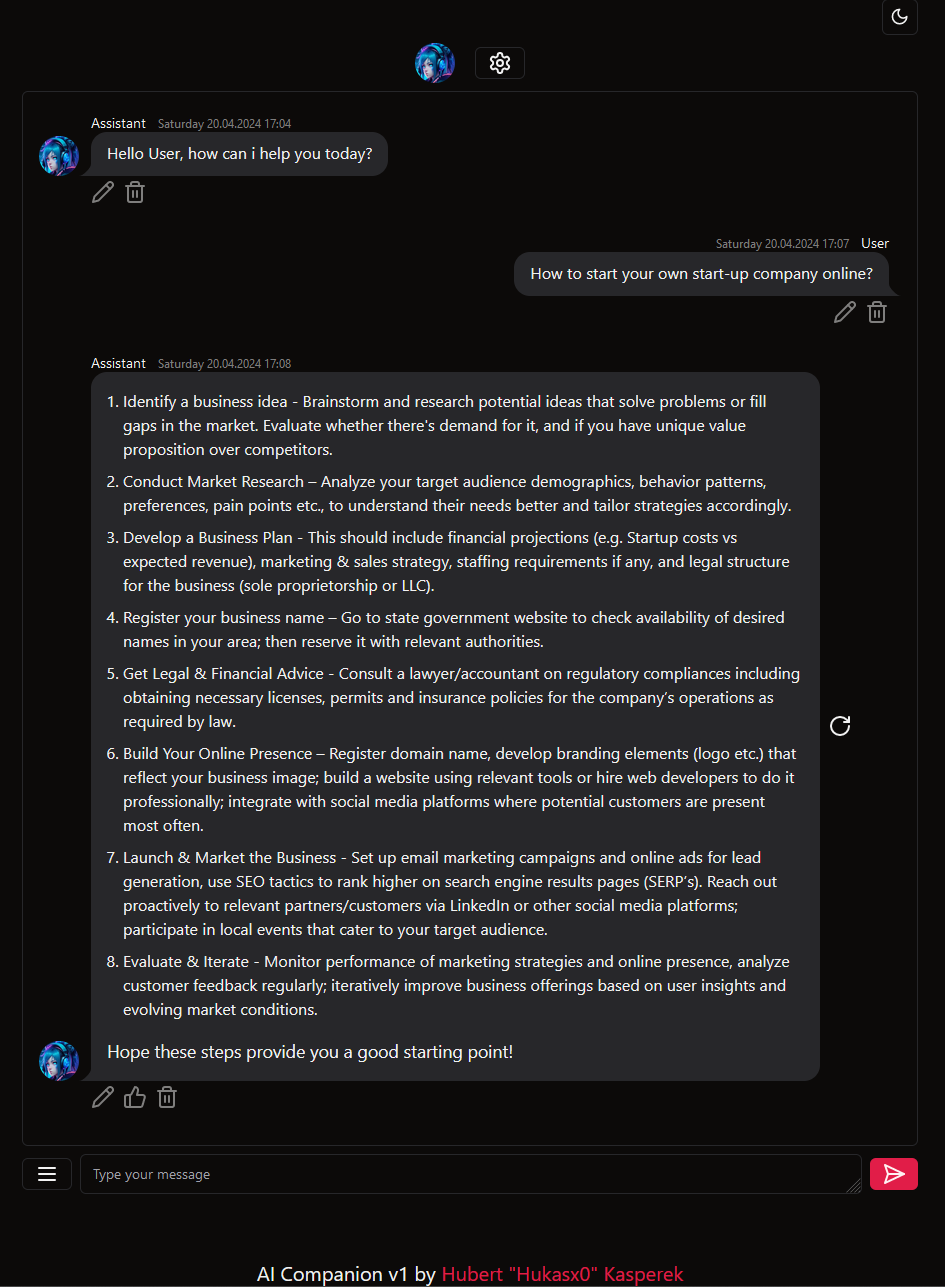 Assistant Saturday 20.04.2024 17:04
Hello User, how can i help you today?
Saturday 20.04.2024 17:07 User
How to start your own start-up company online?
Assistant Saturday 20.04.2024 17:08
1. Identify a business idea - Brainstorm and research potential ideas that solve problems or fill
gaps in the market. Evaluate whether there's demand for it, and if you have unique value
proposition over competitors.
2. Conduct Market Research – Analyze your target audience demographics, behavior patterns,
preferences, pain points etc., to understand their needs better and tailor strategies accordingly.
3. Develop a Business Plan - This should include financial projections (e.g. Startup costs vs
expected revenue), marketing & sales strategy, staffing requirements if any, and legal structure
for the business (sole proprietorship or LLC).
4. Register your business name – Go to state government website to check availability of desired
names in your area; then reserve it with relevant authorities.
5. Get Legal & Financial Advice - Consult a lawyer/accountant on regulatory compliances including
obtaining necessary licenses, permits and insurance policies for the company’s operations as
required by law.
6. Build Your Online Presence – Register domain name, develop branding elements (logo etc.) that
reflect your business image; build a website using relevant tools or hire web developers to do it
professionally; integrate with social media platforms where potential customers are present
most often.
7. Launch & Market the Business - Set up email marketing campaigns and online ads for lead
generation, use SEO tactics to rank higher on search engine results pages (SERP’s). Reach out
proactively to relevant partners/customers via LinkedIn or other social media platforms;
participate in local events that cater to your target audience.
8. Evaluate & Iterate - Monitor performance of marketing strategies and online presence, analyze
customer feedback regularly; iteratively improve business offerings based on user insights and
evolving market conditions.
Hope these steps provide you a good starting point!
Type your message
AI Companion v1 by Hubert "Hukasx0" Kasperek